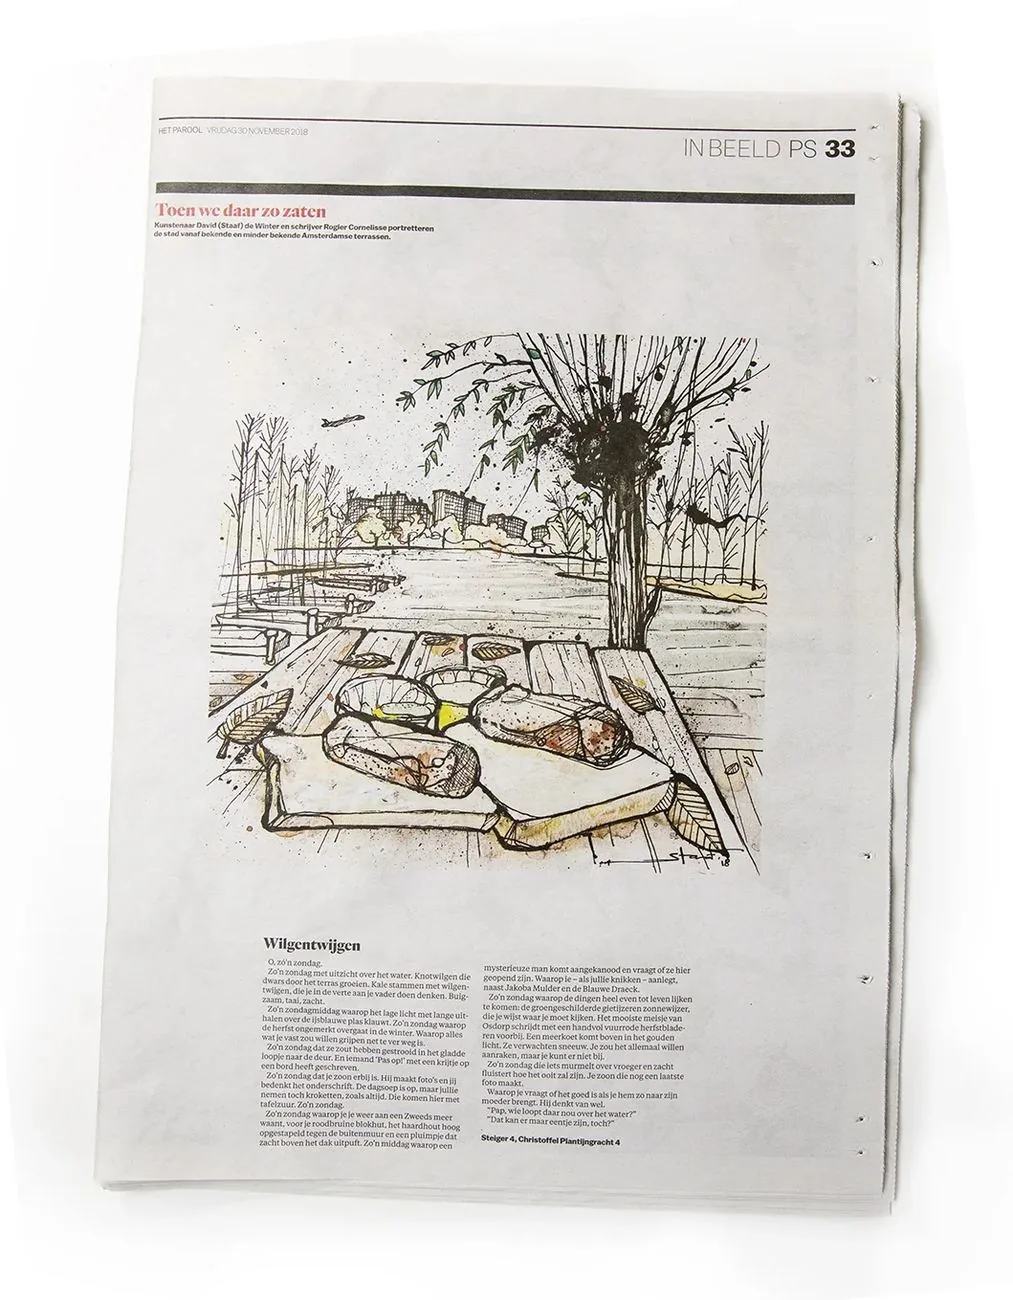 HET PAROOL VRIJDAG 30 NOVEMBER 2018
IN BEELD PS 33
Toen we daar zo zaten
Kunstenaar David (Staaf) de Winter en schrijver Rogier Cornelisse portretteren
de stad vanaf bekende en minder bekende Amsterdamse terrassen.
Staaf 18
Wilgentwijgen
O, zó'n zondag.
Zo'n zondag met uitzicht over het water. Knotwilgen die
dwars door het terras groeien. Kale stammen met wilgen-
twijgen, die je in de verte aan je vader doen denken. Buig-
zaam, taai, zacht.
Zo'n zondagmiddag waarop het lage licht met lange uit-
halen over de ijsblauwe plas klauwt. Zo'n zondag waarop
de herfst ongemerkt overgaat in de winter. Waarop alles
wat je vast zou willen grijpen net te ver weg is.
Zo'n zondag dat ze zout hebben gestrooid in het gladde
loopje naar de deur. En iemand 'Pas op!' met een krijtje op
een bord heeft geschreven.
Zo'n zondag dat je zoon erbij is. Hij maakt foto's en jij
bedenkt het onderschrift. De dagsoep is op, maar jullie
nemen toch kroketten, zoals altijd. Die komen hier met
tafelzuur. Zo'n zondag.
Zo'n zondag waarop je je weer aan een Zweeds meer
waant, voor je roodbruine blokhut, het haardhout hoog
opgestapeld tegen de buitenmuur en een pluimpje dat
zacht boven het dak uitpuft. Zo'n middag waarop een
mysterieuze man komt aangekanood en vraagt of ze hier
geopend zijn. Waarop ie – als jullie knikken – aanlegt,
naast Jakoba Mulder en de Blauwe Draeck.
Zo'n zondag waarop de dingen heel even tot leven lijken
te komen: de groengeschilderde gietijzeren zonnewijzer,
die je wijst waar je moet kijken. Het mooiste meisje van
Osdorp schrijdt met een handvol vuurrode herfstblade-
ren voorbij. Een meerkoet komt boven in het gouden
licht. Ze verwachten sneeuw. Je zou het allemaal willen
aanraken, maar je kunt er niet bij.
Zo'n zondag die iets murmelt over vroeger en zacht
fluistert hoe het ooit zal zijn. Je zoon die nog een laatste
foto maakt.
Waarop je vraagt of het goed is als je hem zo naar zijn
moeder brengt. Hij denkt van wel.
"Pap, wie loopt daar nou over het water?"
"Dat kan er maar eentje zijn, toch?"
Steiger 4, Christoffel Plantijngracht 4